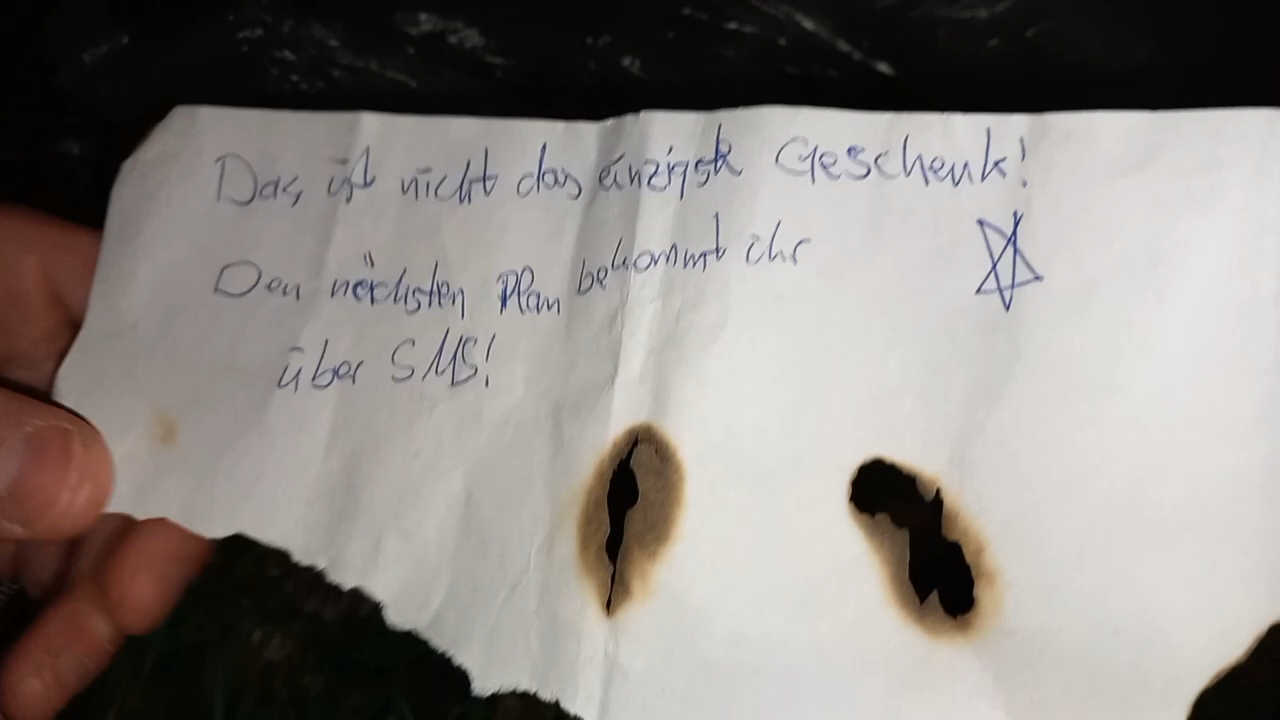 Das ist nicht das einzigste Geschenk!
Den nächsten Plan bekommt ihr
über SMS!